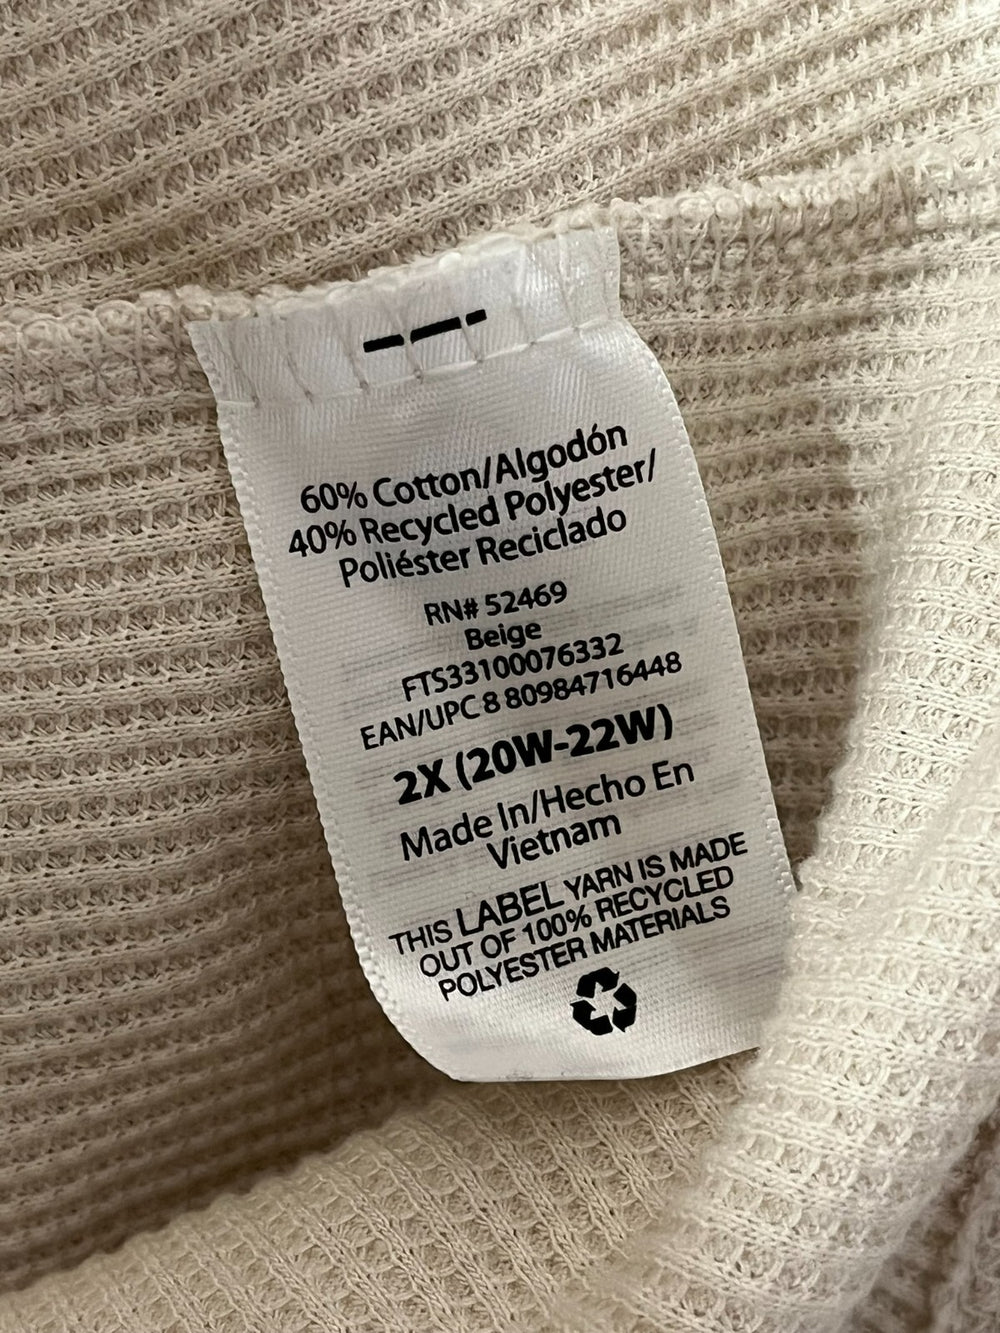 60% Cotton/Algodón
40% Recycled Polyester/
Poliéster Reciclado
RN# 52469
Beige
FTS33100076332
EAN/UPC 8 80984716448
2X (20W-22W)
Made In/Hecho En
Vietnam
THIS LABEL YARN IS MADE
OUT OF 100% RECYCLED
POLYESTER MATERIALS